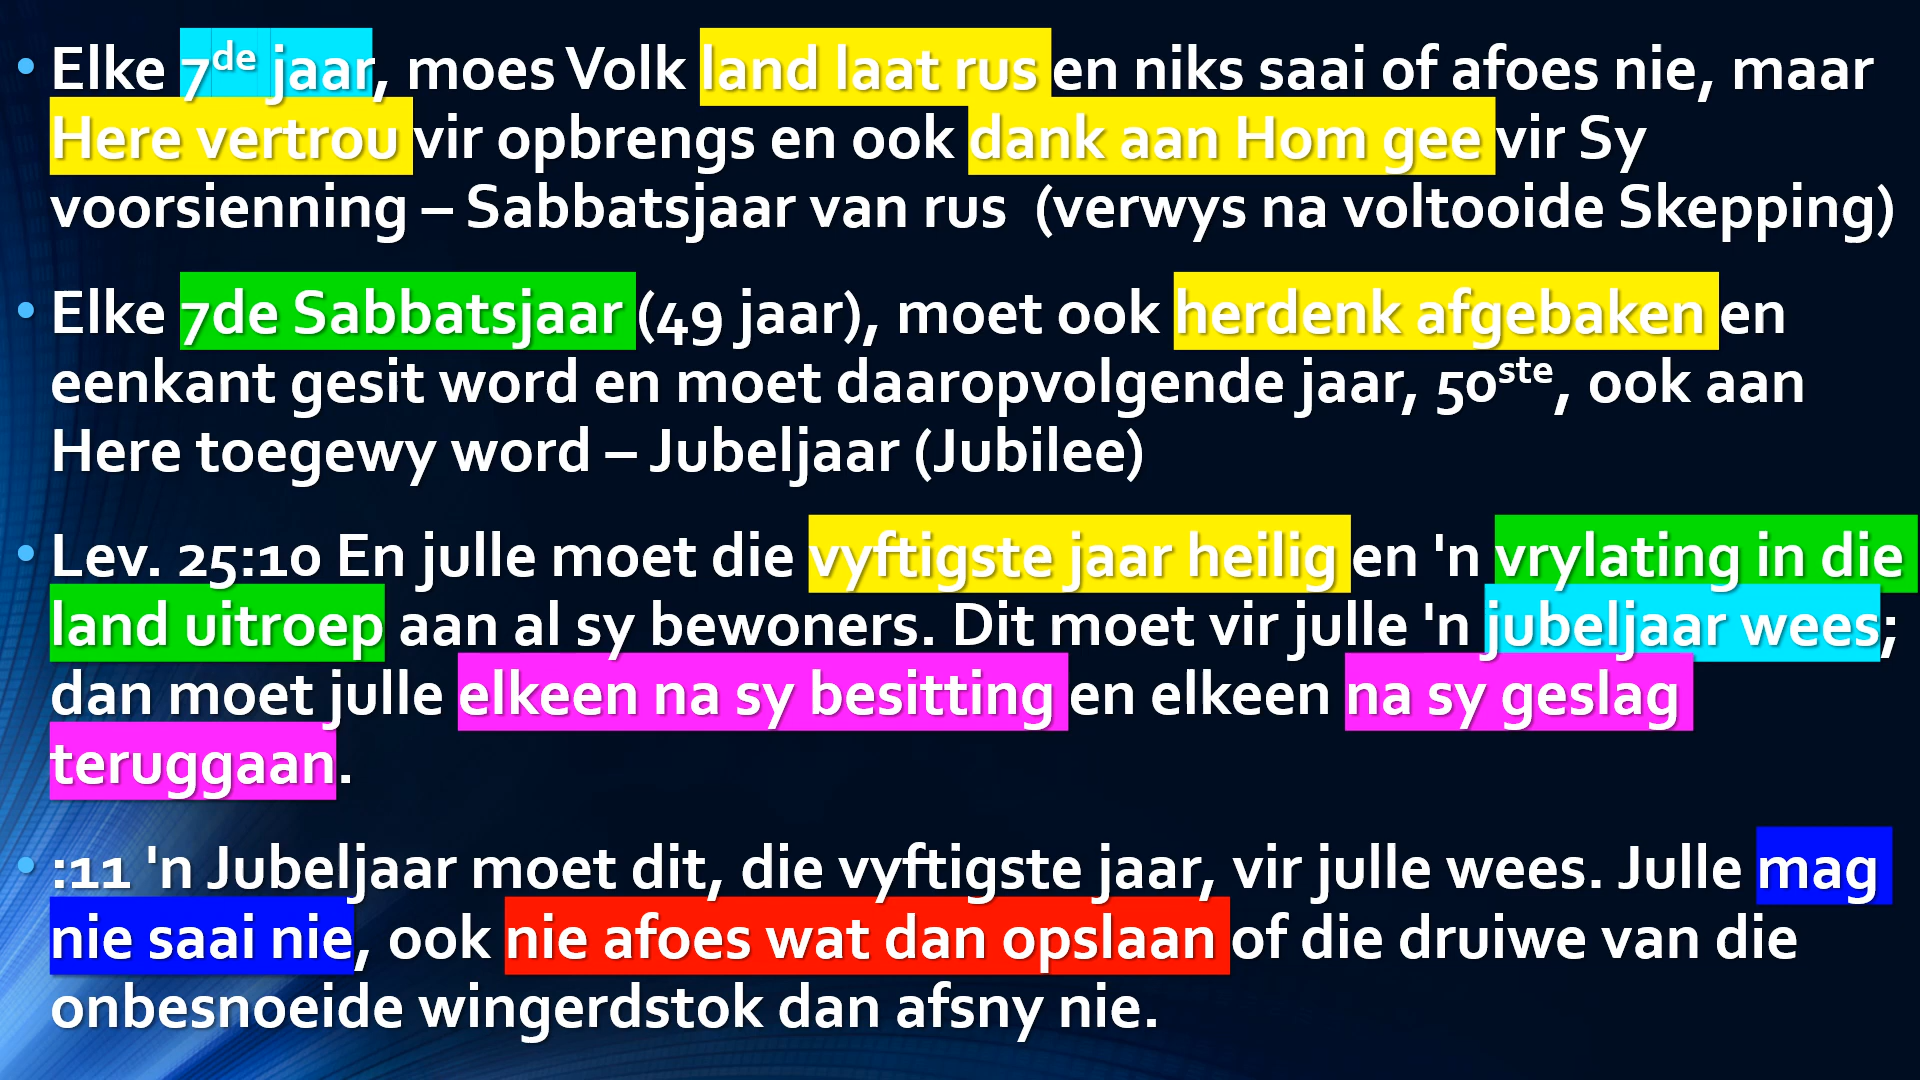 • Elke 7de jaar, moes Volk land laat rus en niks saai of afoes nie, maar
Here vertrou vir opbrengs en ook dank aan Hom gee vir Sy
voorsienning – Sabbatsjaar van rus  (verwys na voltooide Skepping)
• Elke 7de Sabbatsjaar (49 jaar), moet ook herdenk afgebaken en
eenkant gesit word en moet daaropvolgende jaar, 50ste, ook aan
Here toegewy word – Jubeljaar (Jubilee)
• Lev. 25:10 En julle moet die vyftigste jaar heilig en 'n vrylating in die
land uitroep aan al sy bewoners. Dit moet vir julle 'n jubeljaar wees;
dan moet julle elkeen na sy besitting en elkeen na sy geslag
teruggaan.
• :11 'n Jubeljaar moet dit, die vyftigste jaar, vir julle wees. Julle mag
nie saai nie, ook nie afoes wat dan opslaan of die druiwe van die
onbesnoeide wingerdstok dan afsny nie.